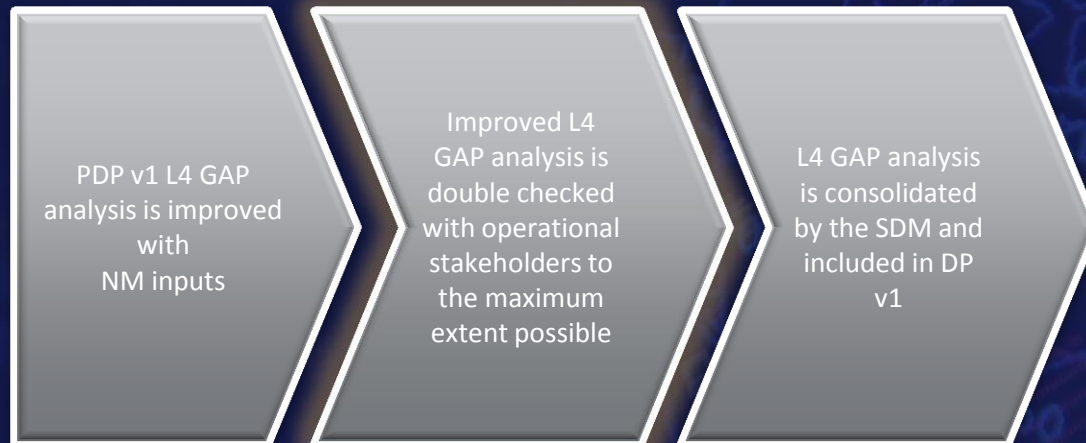 PDP v1 L4 GAP
analysis is improved
with
NM inputs
Improved L4
GAP analysis is
double checked
with operational
stakeholders to
the maximum
extent possible
L4 GAP analysis
is consolidated
by the SDM and
included in DP
v1